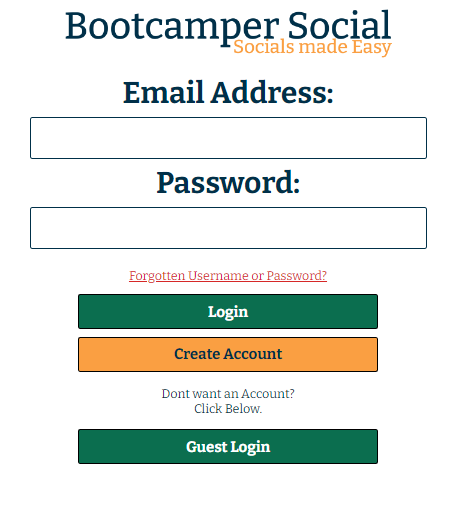 Bootcamper Social
Socials made Easy
Email Address:
Password:
Forgotten Username or Password?
Login
Create Account
Dont want an Account?
Click Below.
Guest Login